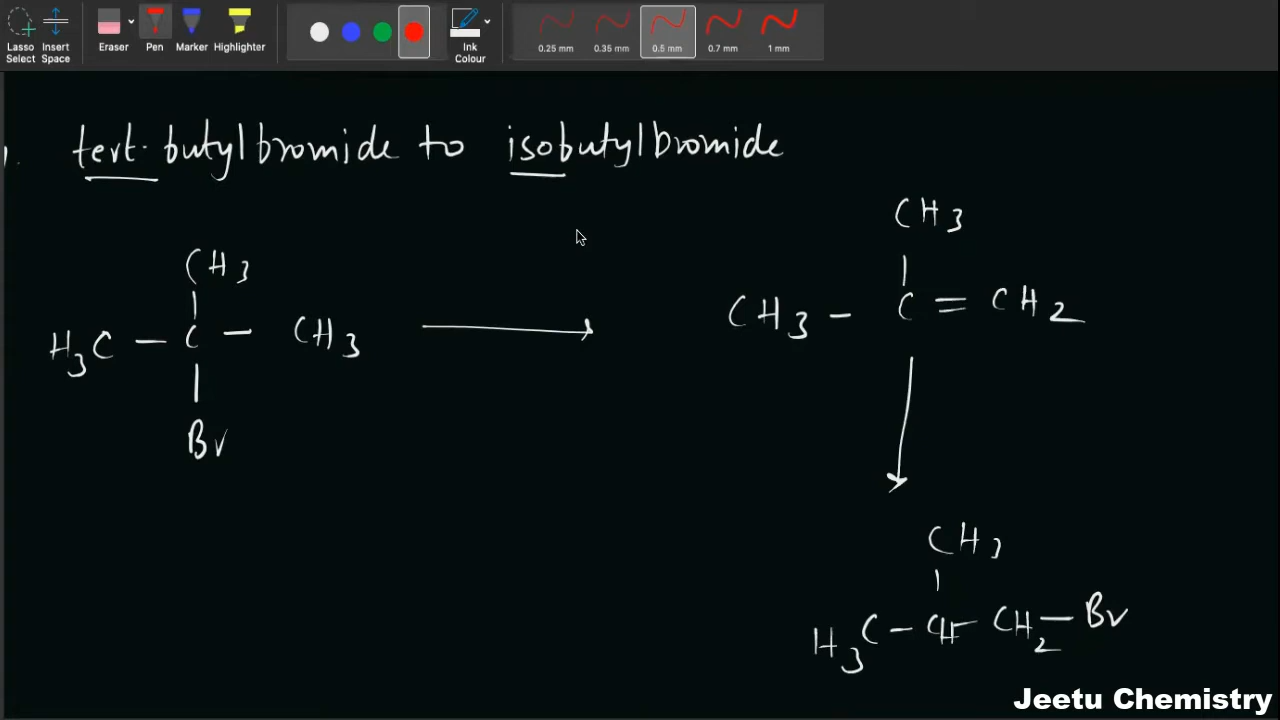 Lasso Select
Insert Space
Eraser
Pen
Marker
Highlighter
Ink Colour
0.25 mm
0.35 mm
0.5 mm
0.7 mm
1 mm
tert. butylbromide to isobutylbromide
CH3
H3C - C - CH3
Br
CH3
CH3 - C = CH2
CH3
H3C - CH - CH2 - Br
Jeetu Chemistry